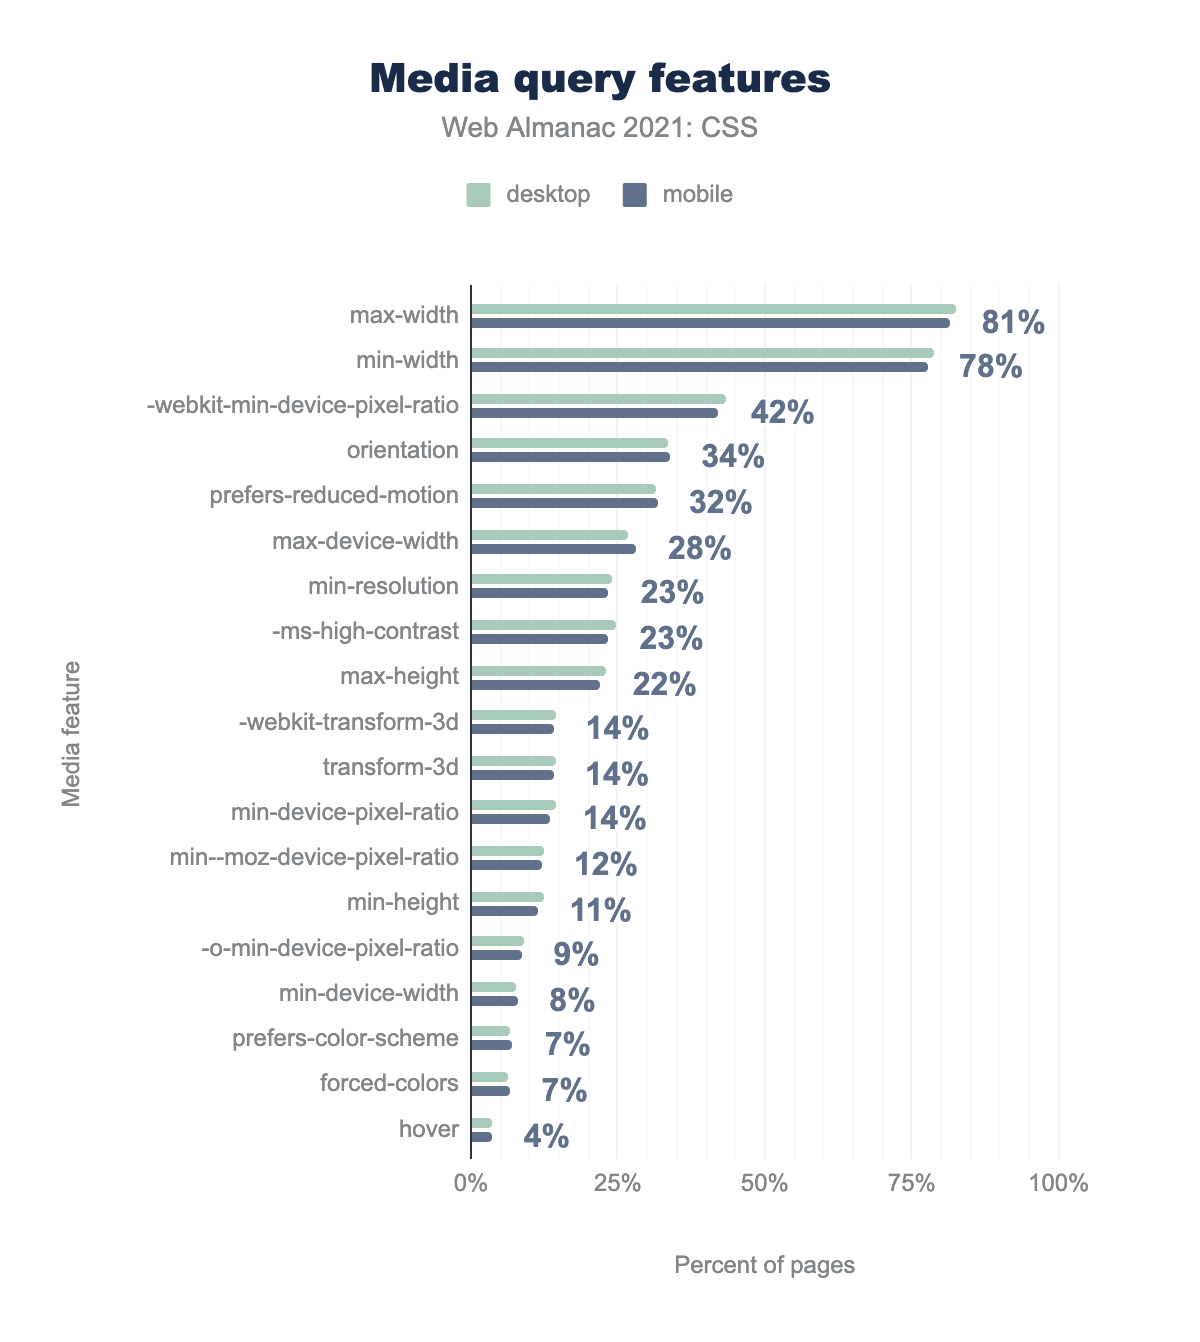 Media query features
Web Almanac 2021: CSS
desktop mobile
max-width 81%
min-width 78%
-webkit-min-device-pixel-ratio 42%
orientation 34%
prefers-reduced-motion 32%
max-device-width 28%
min-resolution 23%
-ms-high-contrast 23%
max-height 22%
-webkit-transform-3d 14%
transform-3d 14%
min-device-pixel-ratio 14%
min--moz-device-pixel-ratio 12%
min-height 11%
-o-min-device-pixel-ratio 9%
min-device-width 8%
prefers-color-scheme 7%
forced-colors 7%
hover 4%
Media feature
0% 25% 50% 75% 100%
Percent of pages